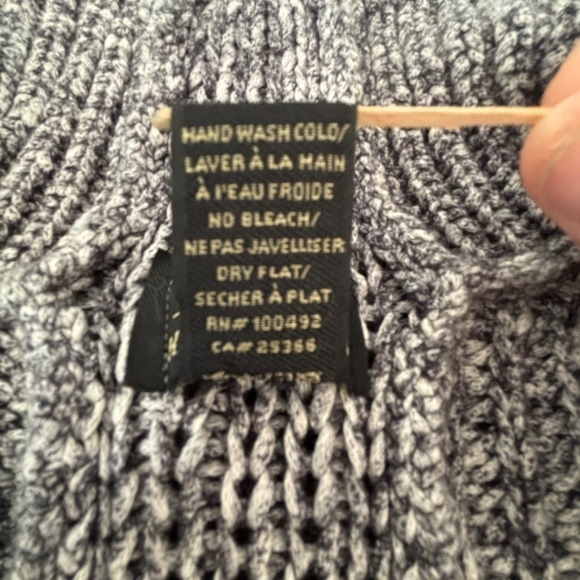 HAND WASH COLD/
LAVER À LA MAIN
À l'EAU FROIDE
NO BLEACH/
NE PAS JAVELLISER
DRY FLAT/
SECHER À PLAT
RN# 100492
CA# 25366